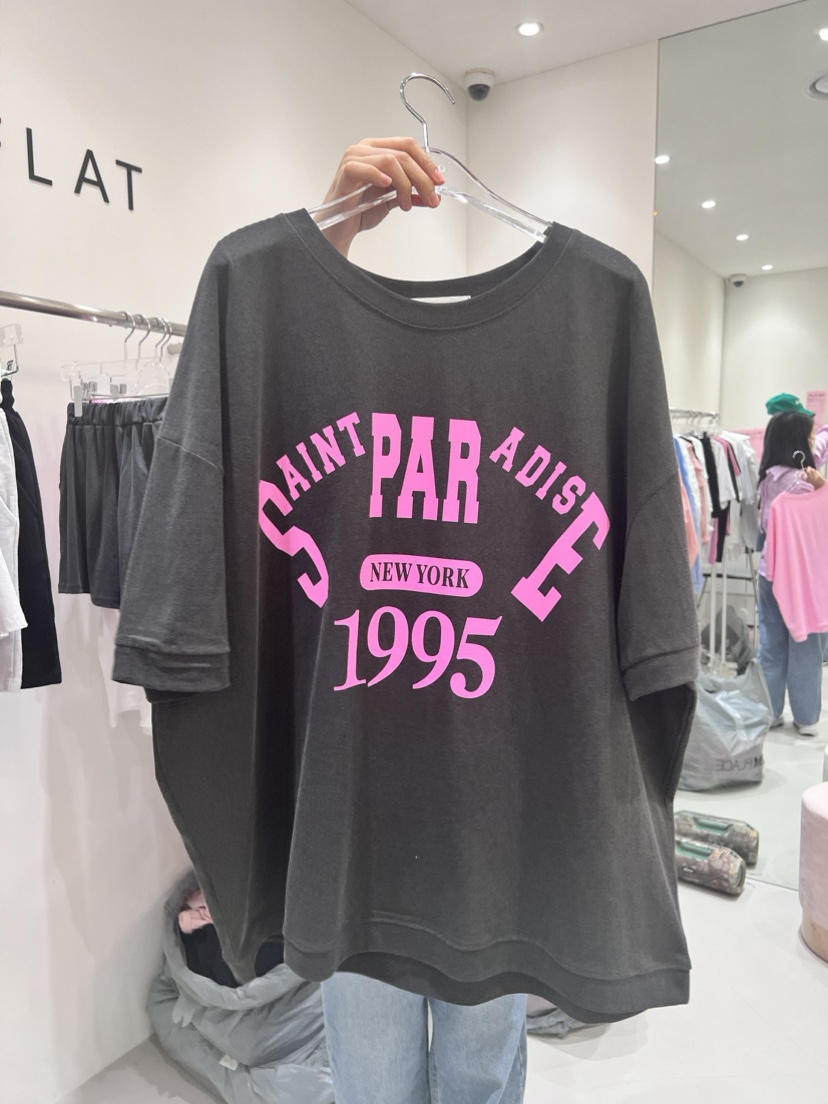 LAT
SAINT PARADISE
NEW YORK
1995